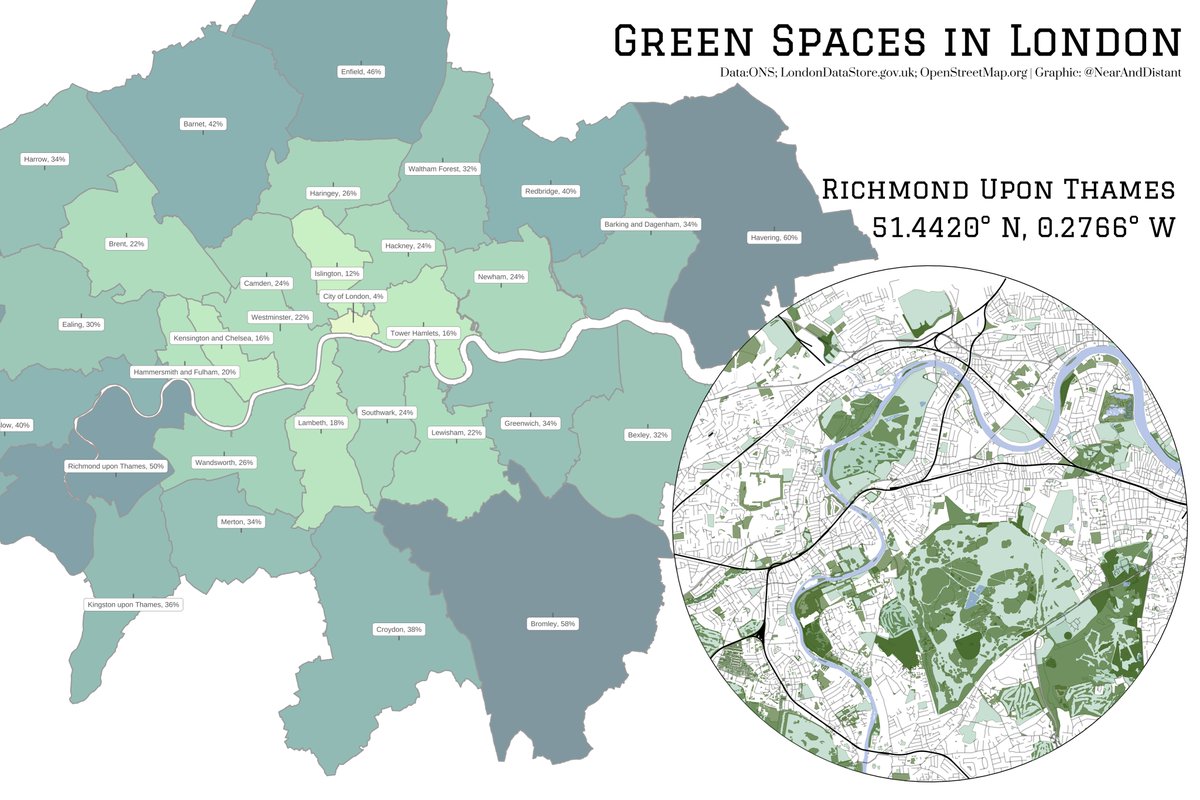 Green Spaces in London
Data:ONS; LondonDataStore.gov.uk; OpenStreetMap.org | Graphic: @NearAndDistant
Richmond Upon Thames
51.4420° N, 0.2766° W
Enfield, 46%
Barnet, 42%
Harrow, 34%
Waltham Forest, 32%
Haringey, 26%
Redbridge, 40%
Barking and Dagenham, 34%
Havering, 60%
Brent, 22%
Hackney, 24%
Islington, 12%
Newham, 24%
Camden, 24%
City of London, 4%
Westminster, 22%
Ealing, 30%
Kensington and Chelsea, 16%
Tower Hamlets, 16%
Hammersmith and Fulham, 20%
slow, 40%
Lambeth, 18%
Southwark, 24%
Greenwich, 34%
Lewisham, 22%
Bexley, 32%
Richmond upon Thames, 50%
Wandsworth, 26%
Merton, 34%
Kingston upon Thames, 36%
Croydon, 38%
Bromley, 58%